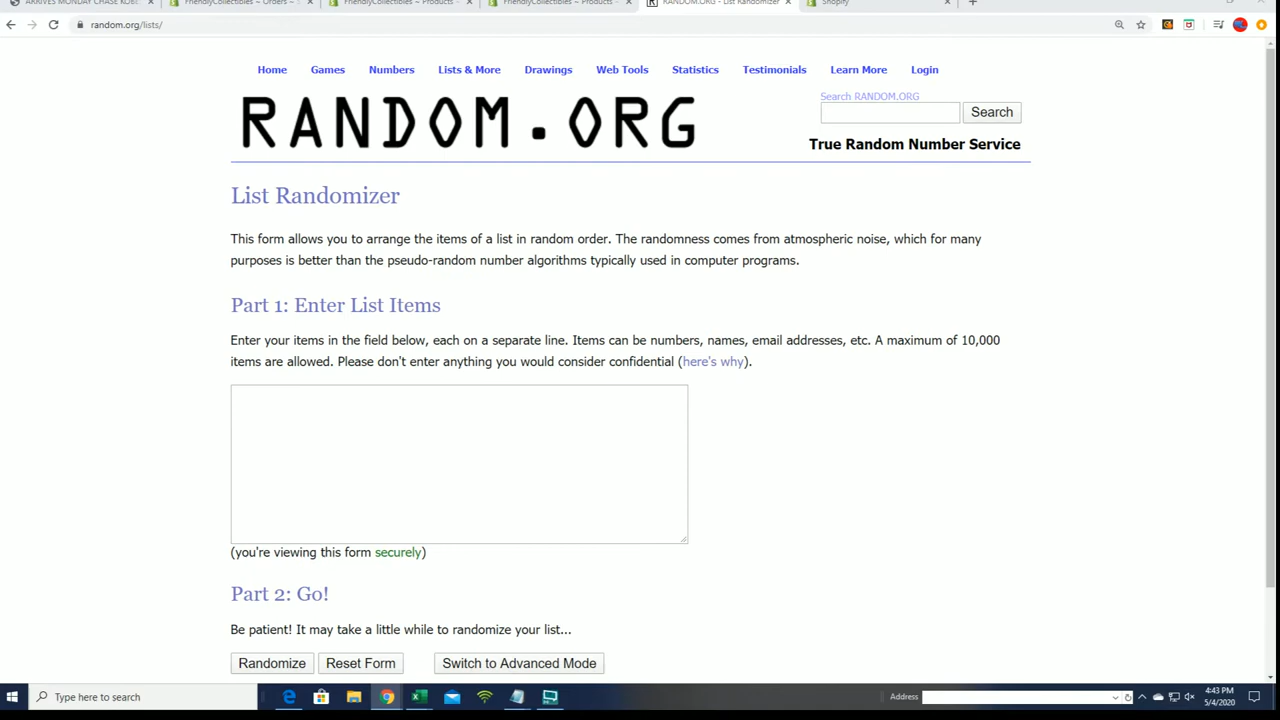 ARRIVES MONDAY CHASE KOBE
FriendlyCollectibles ~ Orders ~
FriendlyCollectibles ~ Products ~
FriendlyCollectibles ~ Products ~
RANDOM.ORG - List Randomizer
Shopify
random.org/lists/
Home Games Numbers Lists & More Drawings Web Tools Statistics Testimonials Learn More Login
Search RANDOM.ORG
RANDOM.ORG
Search
True Random Number Service
List Randomizer
This form allows you to arrange the items of a list in random order. The randomness comes from atmospheric noise, which for many
purposes is better than the pseudo-random number algorithms typically used in computer programs.
Part 1: Enter List Items
Enter your items in the field below, each on a separate line. Items can be numbers, names, email addresses, etc. A maximum of 10,000
items are allowed. Please don't enter anything you would consider confidential (here's why).
(you're viewing this form securely)
Part 2: Go!
Be patient! It may take a little while to randomize your list...
Randomize Reset Form Switch to Advanced Mode
Type here to search
Address
4:43 PM
5/4/2020